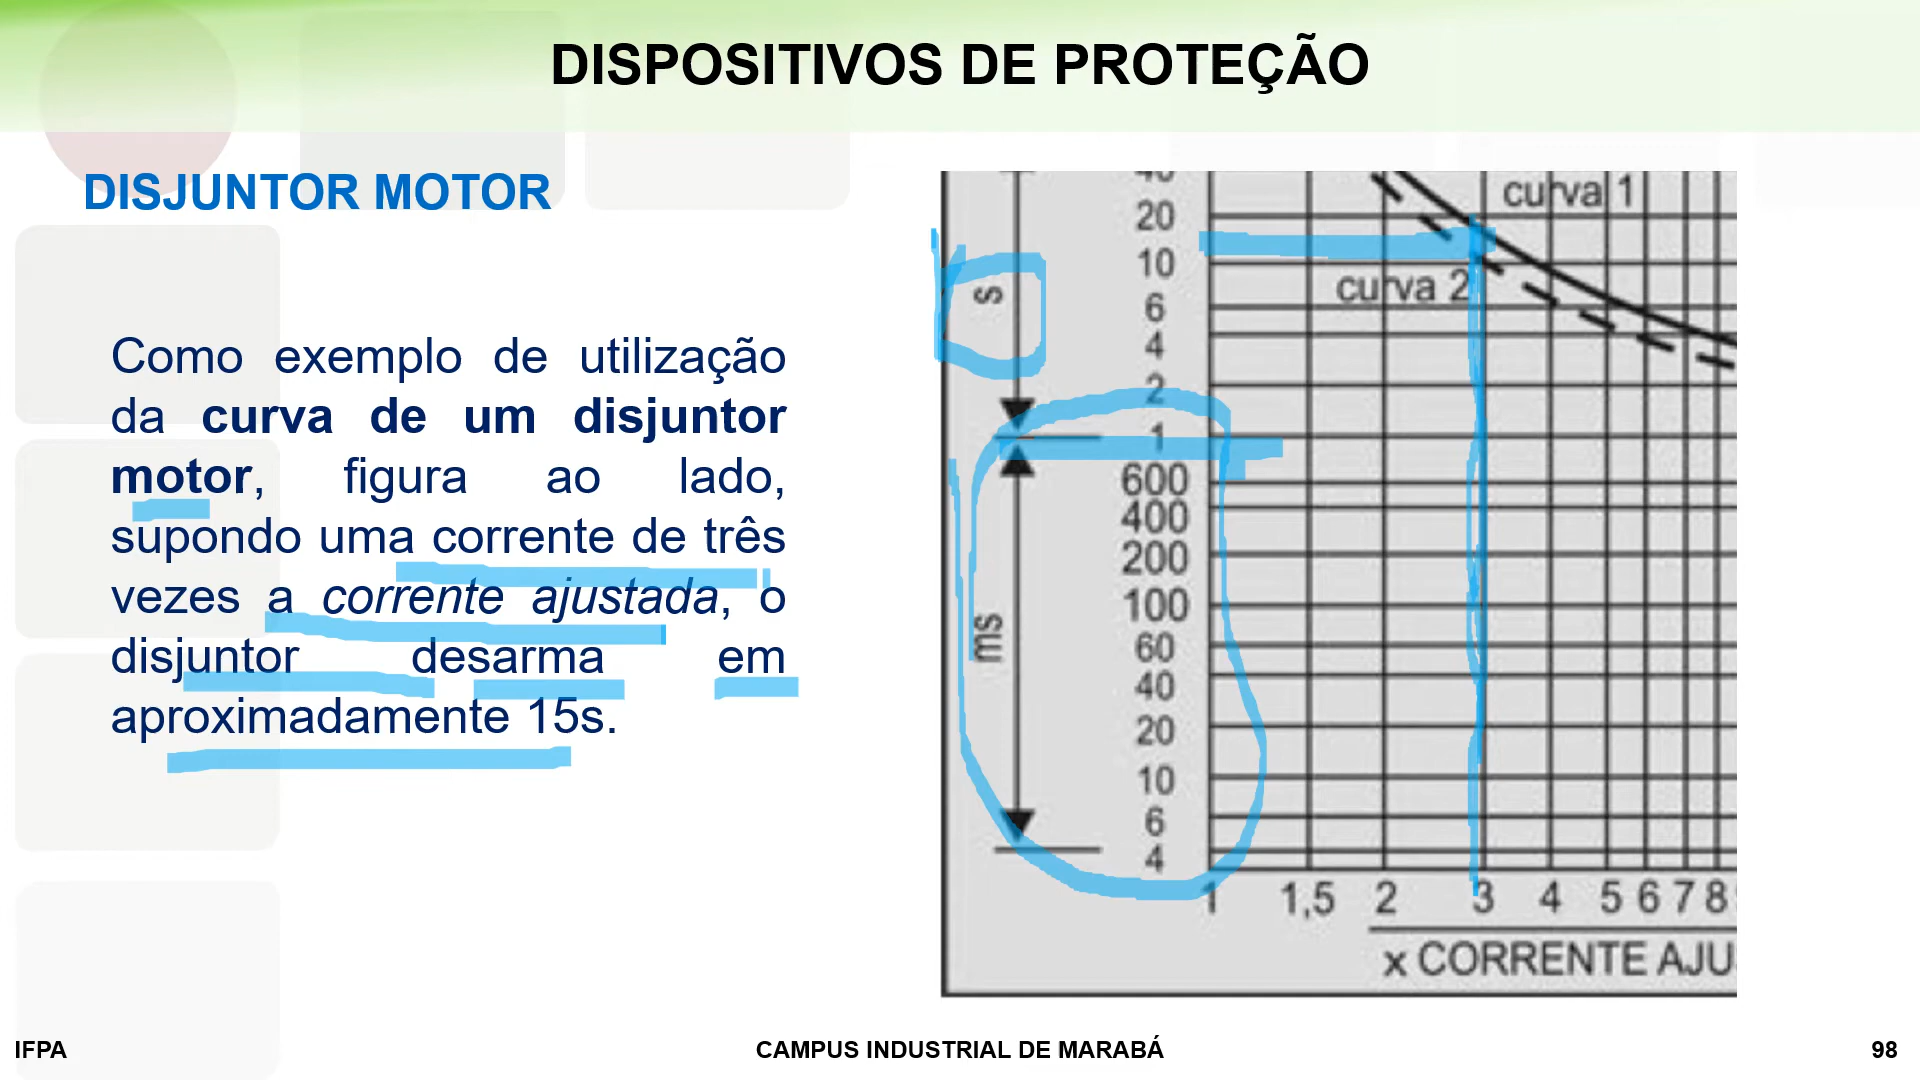 DISPOSITIVOS DE PROTEÇÃO
DISJUNTOR MOTOR
Como exemplo de utilização
da curva de um disjuntor
motor, figura ao lado,
supondo uma corrente de três
vezes a corrente ajustada, o
disjuntor desarma em
aproximadamente 15s.
curva 1
20
10
curva 2
s
6
4
2
1
600
400
200
100
ms
60
40
20
10
6
4
1 1,5 2 3 4 5 6 7 8
x CORRENTE AJU
IFPA
CAMPUS INDUSTRIAL DE MARABÁ
98